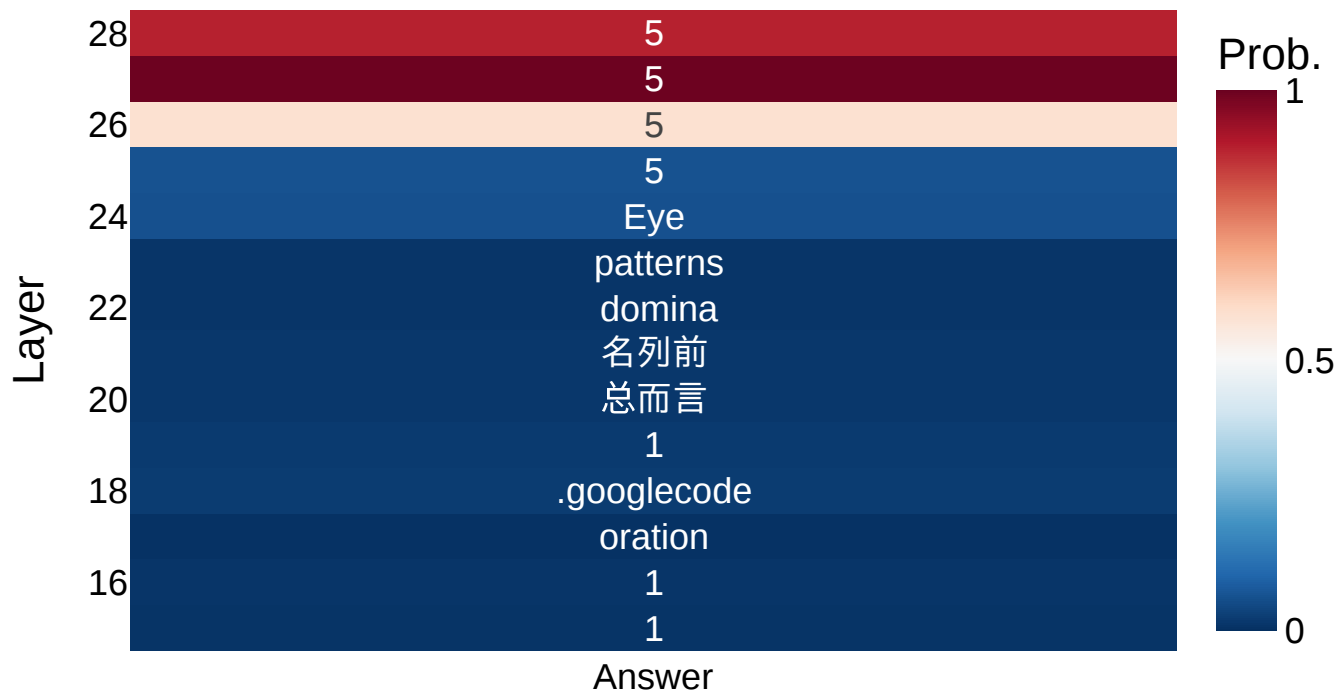 28 5
5
26 5
5
24 Eye
patterns
22 domina
名列前
20 总而言
1
18 .googlecode
oration
16 1
1
Layer
Answer
Prob.
1
0.5
0